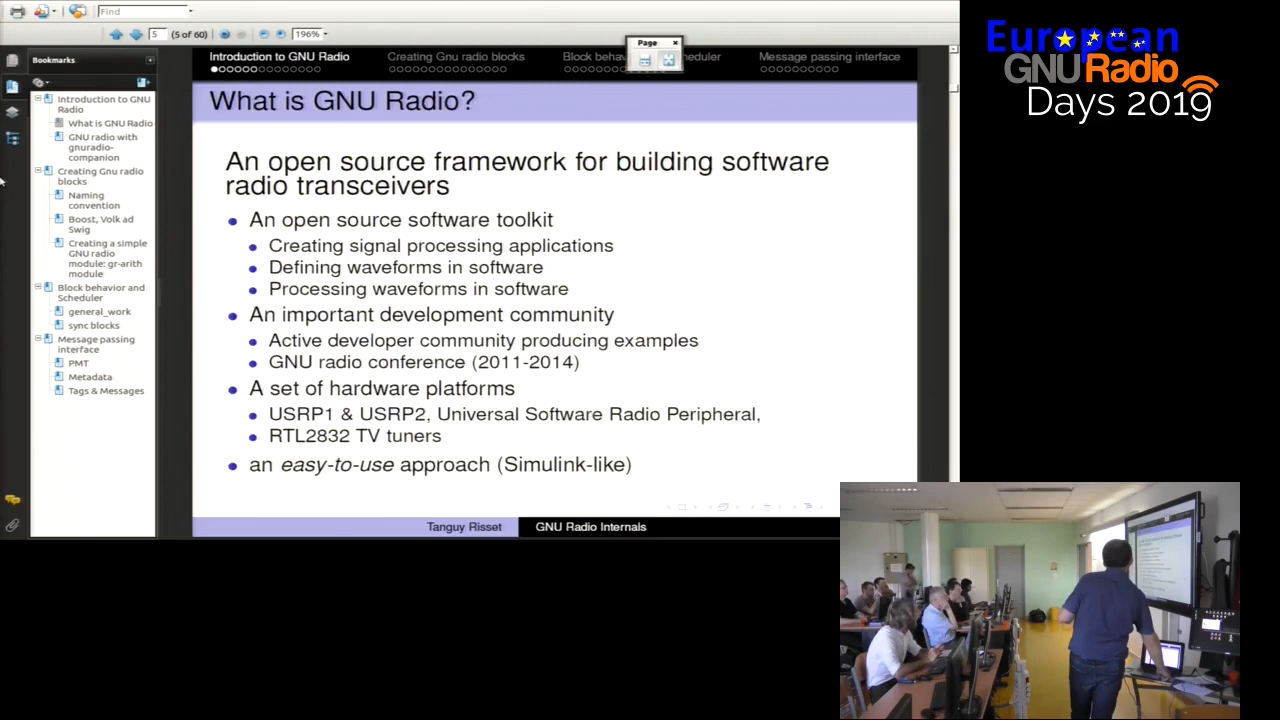 Find
5
(5 of 60)
196%
Bookmarks
Introduction to GNU
Radio
What is GNU Radio
GNU radio with
gnuradio-
companion
Creating Gnu radio
blocks
Naming
convention
Boost, Volk ad
Swig
Creating a simple
GNU radio
module: gr-arith
module
Block behavior and
Scheduler
general_work
sync blocks
Message passing
interface
PMT
Metadata
Tags & Messages
Page
Introduction to GNU Radio
Creating Gnu radio blocks
Block behav
heduler
Message passing interface
What is GNU Radio?
An open source framework for building software
radio transceivers
An open source software toolkit
Creating signal processing applications
Defining waveforms in software
Processing waveforms in software
An important development community
Active developer community producing examples
GNU radio conference (2011-2014)
A set of hardware platforms
USRP1 & USRP2, Universal Software Radio Peripheral,
RTL2832 TV tuners
an easy-to-use approach (Simulink-like)
Tanguy Risset
GNU Radio Internals
European
GNURadio
Days 2019